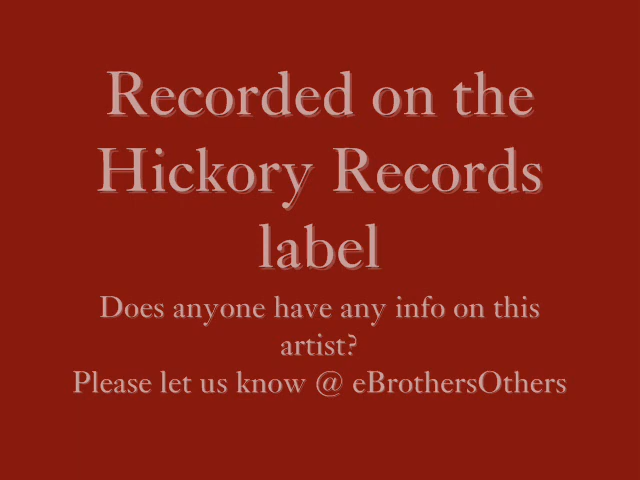 Recorded on the
Hickory Records
label
Does anyone have any info on this
artist?
Please let us know @ eBrothersOthers